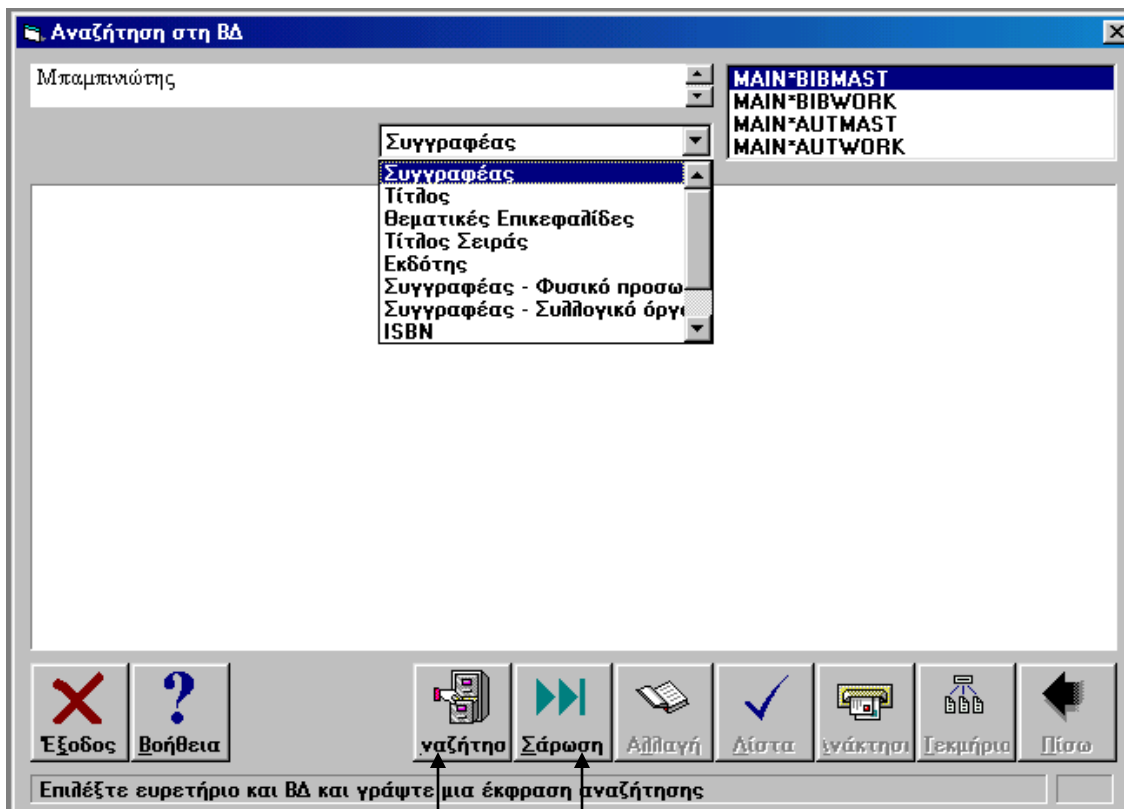 Αναζήτηση στη ΒΔ
Μπαμπινιώτης
MAIN*BIBMAST
MAIN*BIBWORK
MAIN*AUTMAST
MAIN*AUTWORK
Συγγραφέας
Συγγραφέας
Τίτλος
Θεματικές Επικεφαλίδες
Τίτλος Σειράς
Εκδότης
Συγγραφέας - Φυσικό προσω
Συγγραφέας - Συλλογικό όργα
ISBN
Έξοδος Βοήθεια ναζήτησ Σάρωση Αλλαγή Λίστα νάκτησι Τεκμήρια Πίσω
Επιλέξτε ευρετήριο και ΒΔ και γράψτε μια έκφραση αναζήτησης